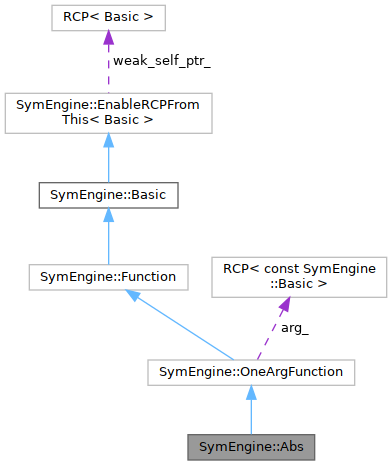 RCP< Basic >
weak_self_ptr_
SymEngine::EnableRCPFrom
This< Basic >
SymEngine::Basic
SymEngine::Function
RCP< const SymEngine
::Basic >
arg_
SymEngine::OneArgFunction
SymEngine::Abs